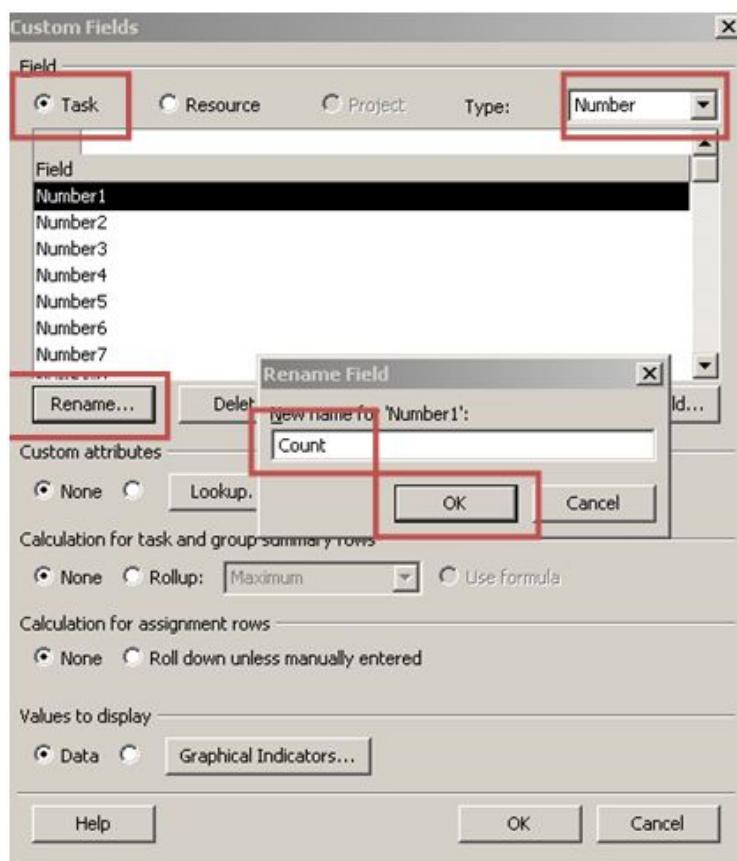 Custom Fields
Field
Task Resource Project Type: Number
Field
Number1
Number2
Number3
Number4
Number5
Number6
Number7
Rename Field
Rename... Delet ld...
New name for 'Number1':
Count
Custom attributes
None Lookup.
OK Cancel
Calculation for task and group summary rows
None Rollup: Maximum Use formula
Calculation for assignment rows
None Roll down unless manually entered
Values to display
Data Graphical Indicators...
Help OK Cancel